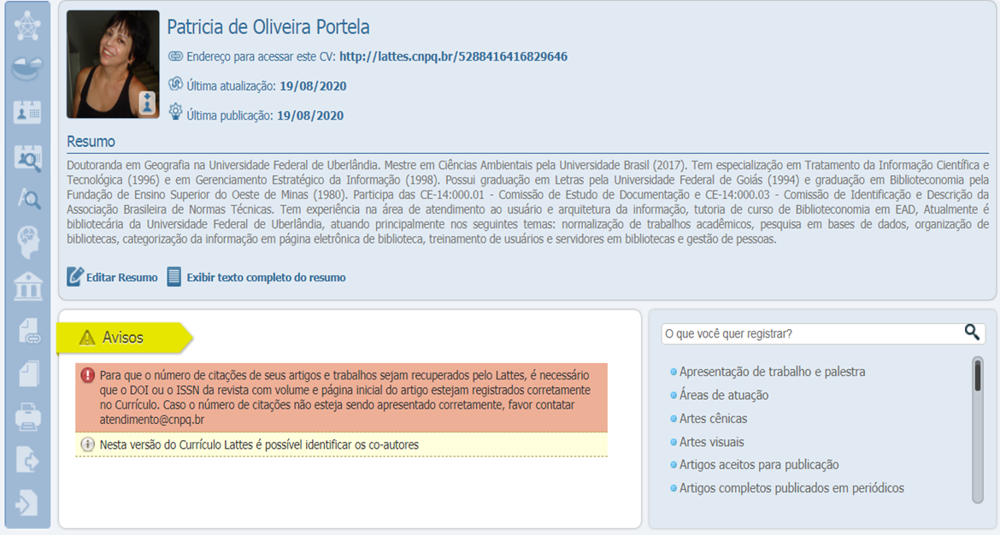 Patricia de Oliveira Portela
Endereço para acessar este CV: http://lattes.cnpq.br/5288416416829646
Última atualização: 19/08/2020
Última publicação: 19/08/2020
Resumo
Doutoranda em Geografia na Universidade Federal de Uberlândia. Mestre em Ciências Ambientais pela Universidade Brasil (2017). Tem especialização em Tratamento da Informação Científica e
Tecnológica (1996) e em Gerenciamento Estratégico da Informação (1998). Possui graduação em Letras pela Universidade Federal de Goiás (1994) e graduação em Biblioteconomia pela
Fundação de Ensino Superior do Oeste de Minas (1980). Participa das CE-14:000.01 - Comissão de Estudo de Documentação e CE-14:000.03 - Comissão de Identificação e Descrição da
Associação Brasileira de Normas Técnicas. Tem experiência na área de atendimento ao usuário e arquitetura da informação, tutoria de curso de Biblioteconomia em EAD, Atualmente é
bibliotecária da Universidade Federal de Uberlândia, atuando principalmente nos seguintes temas: normalização de trabalhos acadêmicos, pesquisa em bases de dados, organização de
bibliotecas, categorização da informação em página eletrônica de biblioteca, treinamento de usuários e servidores em bibliotecas e gestão de pessoas.
Editar Resumo Exibir texto completo do resumo
Avisos
Para que o número de citações de seus artigos e trabalhos sejam recuperados pelo Lattes, é necessário
que o DOI ou o ISSN da revista com volume e página inicial do artigo estejam registrados corretamente
no Currículo. Caso o número de citações não esteja sendo apresentado corretamente, favor contatar
atendimento@cnpq.br
Nesta versão do Currículo Lattes é possível identificar os co-autores
O que você quer registrar?
Apresentação de trabalho e palestra
Áreas de atuação
Artes cênicas
Artes visuais
Artigos aceitos para publicação
Artigos completos publicados em periódicos